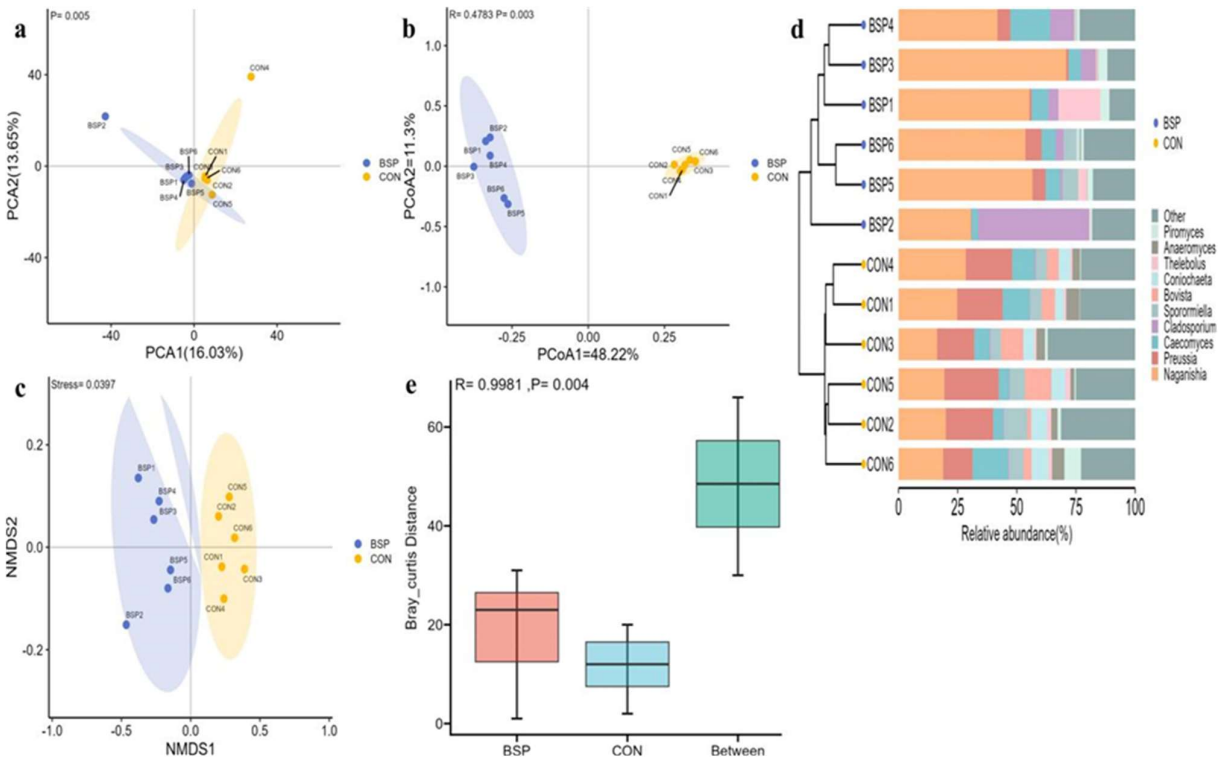 a
P= 0.005
PCA2(13.65%)
40
0
-40
CON4
BSP2
BSP6
CON1
BSP3
CON3
CON6
BSP1
CON2
BSP4
BSP5
CON5
-40
0
40
PCA1(16.03%)
BSP
CON
b
R= 0.4783 P= 0.003
PCoA2=11.3%
1.0
0.5
0.0
-0.5
-1.0
BSP2
BSP1
BSP4
BSP3
BSP6
BSP5
CON5
CON6
CON2
CON4
CON3
CON1
-0.25
0.00
0.25
PCoA1=48.22%
BSP
CON
c
Stress= 0.0397
NMDS2
0.2
0.0
-0.2
BSP1
BSP4
BSP3
BSP5
BSP6
BSP2
CON5
CON2
CON6
CON1
CON3
CON4
-1.0
-0.5
0.0
0.5
1.0
NMDS1
BSP
CON
e
R= 0.9981 ,P= 0.004
Bray_curtis Distance
60
40
20
0
BSP
CON
Between
d
BSP4
BSP3
BSP1
BSP6
BSP5
BSP2
CON4
CON1
CON3
CON5
CON2
CON6
0
25
50
75
100
Relative abundance(%)
BSP
CON
Other
Piromyces
Anaeromyces
Thelebolus
Coniochaeta
Bovista
Sporormiella
Cladosporium
Caecomyces
Preussia
Naganishia